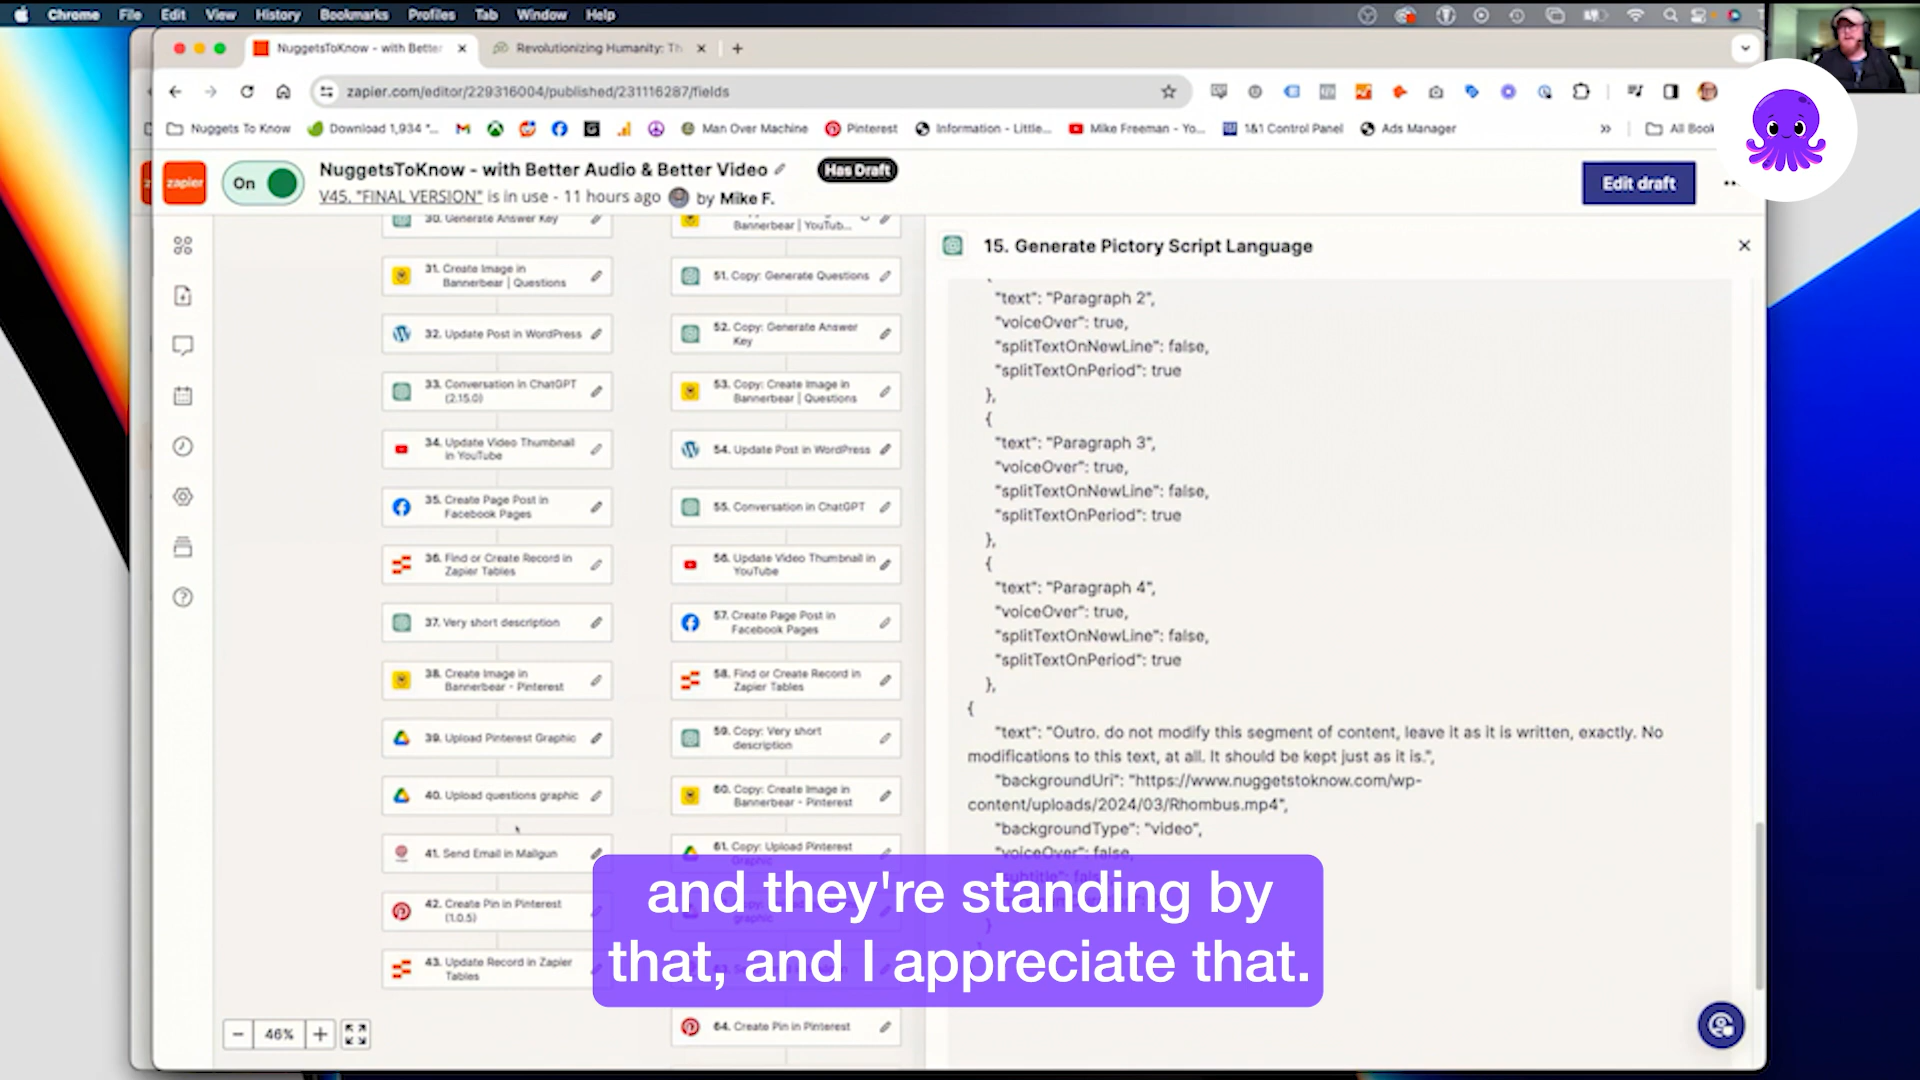 Chrome File Edit View History Bookmarks Profiles Tab Window Help
NuggetsToKnow - with Better
Revolutionizing Humanity: Th
zapier.com/editor/229316004/published/231116287/fields
Nuggets To Know
Download 1,934 "...
Man Over Machine
Pinterest
Information - Little...
Mike Freeman - Yo...
1&1 Control Panel
Ads Manager
All Book
zapier
On
NuggetsToKnow - with Better Audio & Better Video
Has Draft
V45. "FINAL VERSION" is in use - 11 hours ago by Mike F.
Edit draft
30. Generate Answer Key
31. Create Image in
Bannerbear | Questions
32. Update Post in WordPress
33. Conversation in ChatGPT
(2.15.0)
34. Update Video Thumbnail
in YouTube
35. Create Page Post in
Facebook Pages
36. Find or Create Record in
Zapier Tables
37. Very short description
38. Create Image in
Bannerbear - Pinterest
39. Upload Pinterest Graphic
40. Upload questions graphic
41. Send Email in Mailgun
42. Create Pin in Pinterest
(1.0.5)
43. Update Record in Zapier
Tables
Bannerbear | YouTub...
51. Copy: Generate Questions
52. Copy: Generate Answer
Key
53. Copy: Create Image in
Bannerbear | Questions
54. Update Post in WordPress
55. Conversation in ChatGPT
56. Update Video Thumbnail in
YouTube
57. Create Page Post in
Facebook Pages
58. Find or Create Record in
Zapier Tables
59. Copy: Very short
description
60. Copy: Create Image in
Bannerbear - Pinterest
61. Copy: Upload Pinterest
Graphic
graphic
64. Create Pin in Pinterest
15. Generate Pictory Script Language
"text": "Paragraph 2",
"voiceOver": true,
"splitTextOnNewLine": false,
"splitTextOnPeriod": true
},
{
"text": "Paragraph 3",
"voiceOver": true,
"splitTextOnNewLine": false,
"splitTextOnPeriod": true
},
{
"text": "Paragraph 4",
"voiceOver": true,
"splitTextOnNewLine": false,
"splitTextOnPeriod": true
},
{
"text": "Outro. do not modify this segment of content, leave it as it is written, exactly. No
modifications to this text, at all. It should be kept just as it is.",
"backgroundUri": "https://www.nuggetstoknow.com/wp-
content/uploads/2024/03/Rhombus.mp4",
"backgroundType": "video",
"voiceOver": false,
}
46%
and they're standing by
that, and I appreciate that.